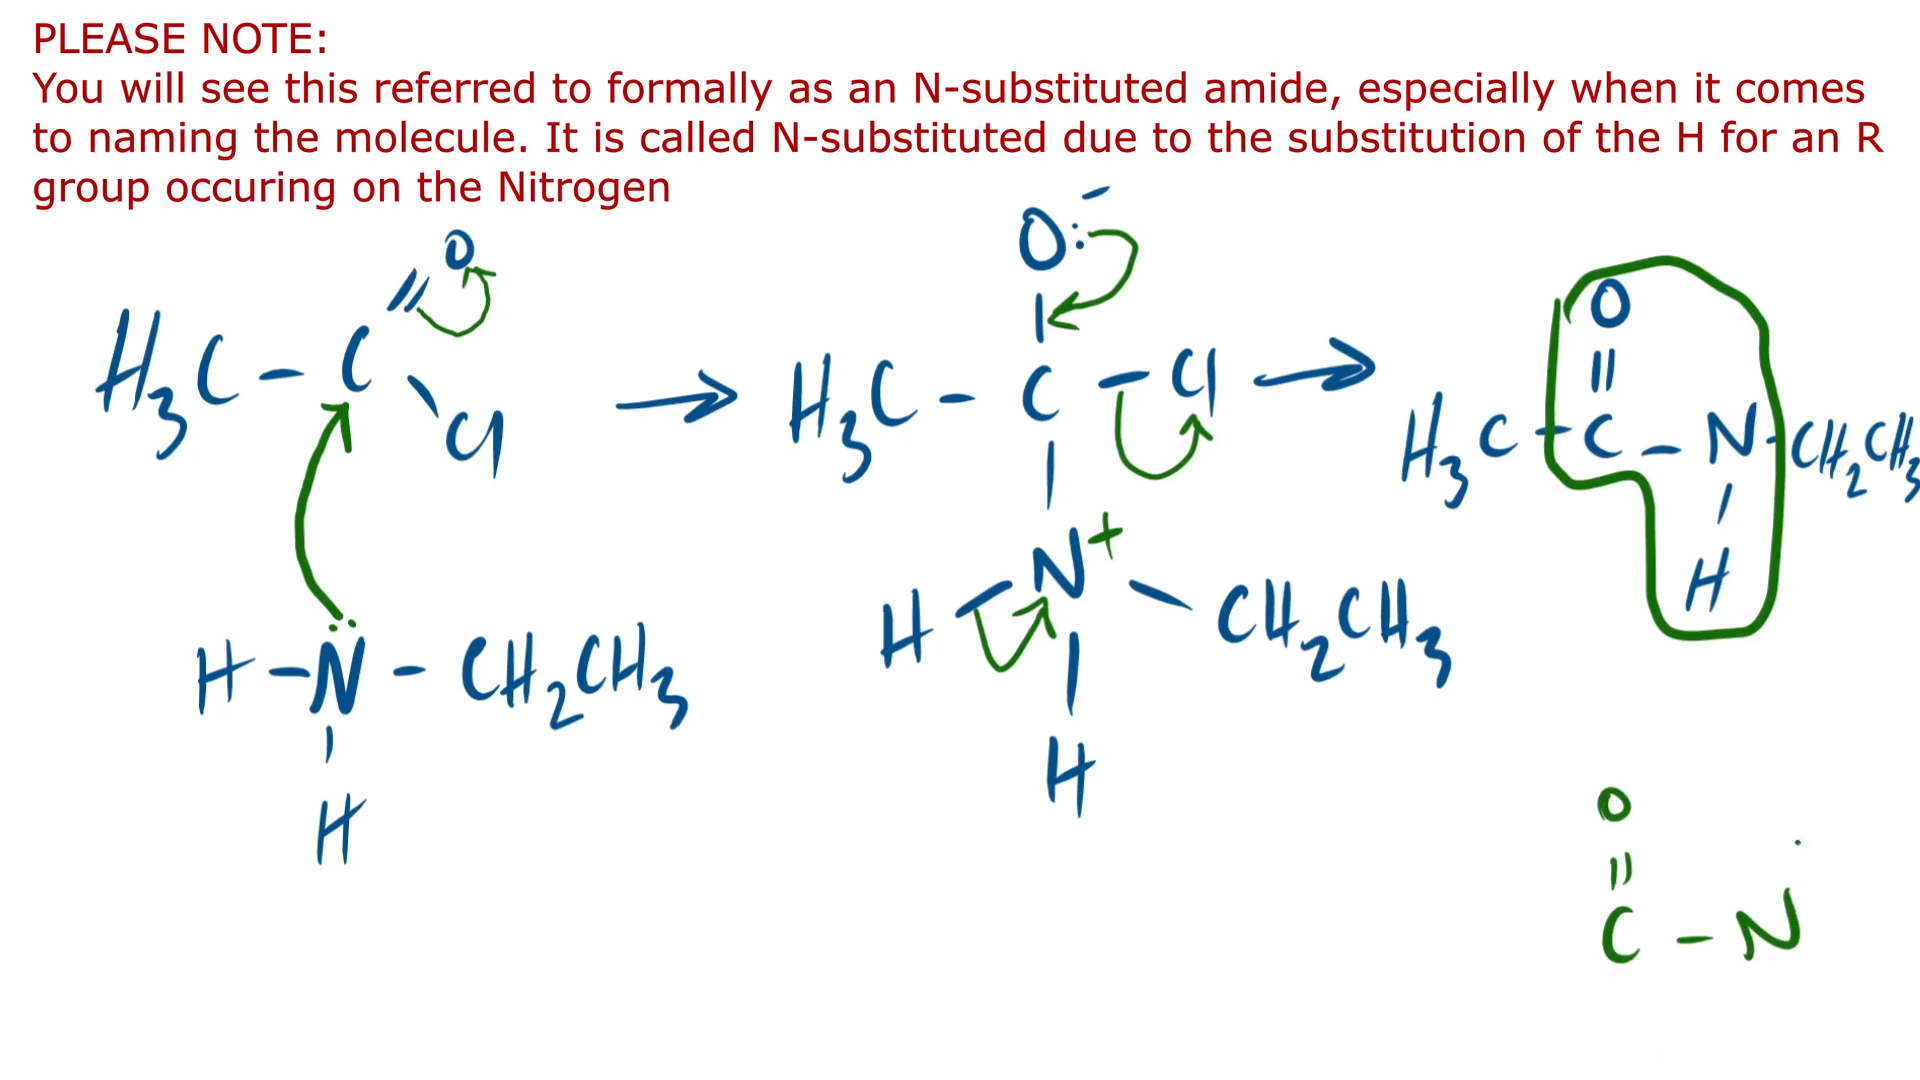 PLEASE NOTE:
You will see this referred to formally as an N-substituted amide, especially when it comes
to naming the molecule. It is called N-substituted due to the substitution of the H for an R
group occuring on the Nitrogen
O
H₃C - C
Cl
H - N̈ - CH₂CH₃
H
O:⁻
H₃C - C - Cl
H - N⁺ - CH₂CH₃
H
O
H₃C - C - N - CH₂CH₃
H
O
C - N